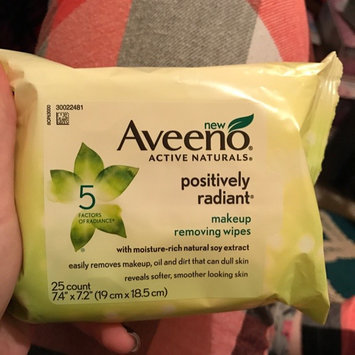 30022481
new
Aveeno
ACTIVE NATURALS®
5
FACTORS
OF RADIANCE®
positively
radiant®
makeup
removing wipes
with moisture-rich natural soy extract
easily removes makeup, oil and dirt that can dull skin
reveals softer, smoother looking skin
25 count
7.4" x 7.2" (19 cm x 18.5 cm)